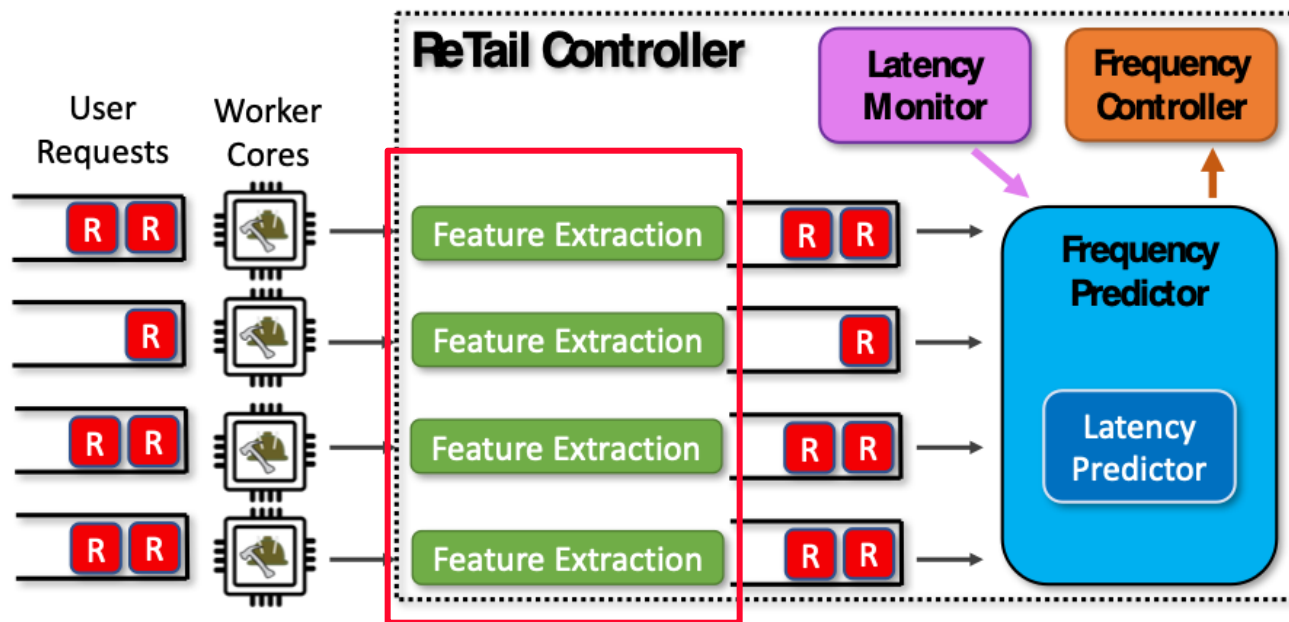 ReTail Controller
Latency
Monitor
Frequency
Controller
User
Requests
Worker
Cores
R R
Feature Extraction
R R
R
Feature Extraction
R
R R
Feature Extraction
R R
R R
Feature Extraction
R R
Frequency
Predictor
Latency
Predictor